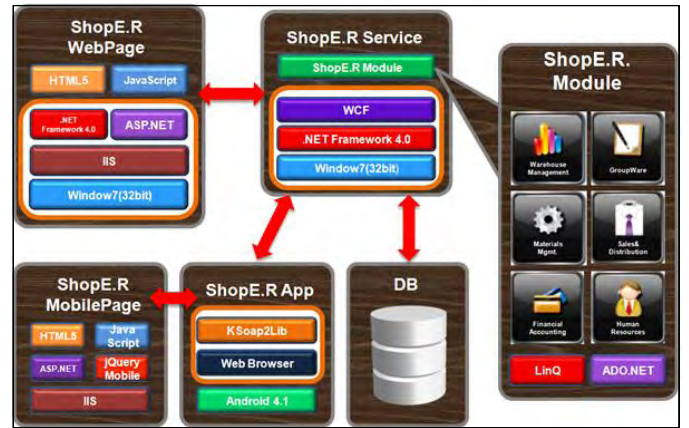 ShopE.R
WebPage
HTML5
JavaScript
.NET
Framework 4.0
ASP.NET
IIS
Window7(32bit)
ShopE.R Service
ShopE.R Module
WCF
.NET Framework 4.0
Window7(32bit)
ShopE.R.
Module
Warehouse
Management
GroupWare
Materials
Mgmt.
Sales&
Distribution
Financial
Accounting
Human
Resources
LinQ
ADO.NET
ShopE.R
MobilePage
HTML5
Java
Script
ASP.NET
jQuery
Mobile
IIS
ShopE.R App
KSoap2Lib
Web Browser
Android 4.1
DB